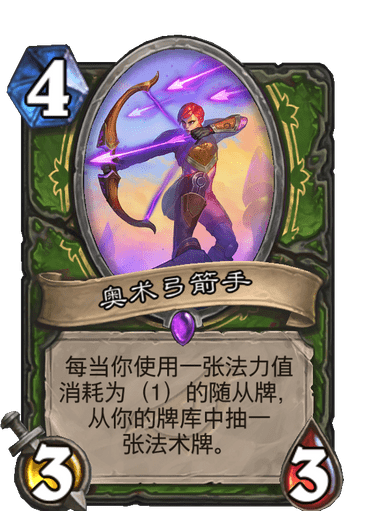 4
奥术弓箭手
每当你使用一张法力值
消耗为（1）的随从牌，
从你的牌库中抽一
张法术牌。
3
3